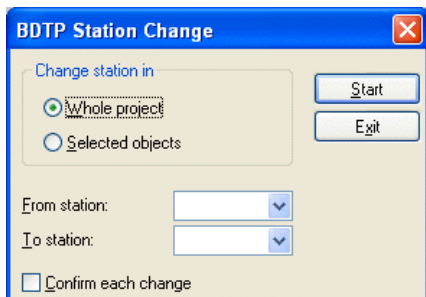 BDTP Station Change
Change station in
Whole project
Selected objects
Start
Exit
From station:
To station:
Confirm each change